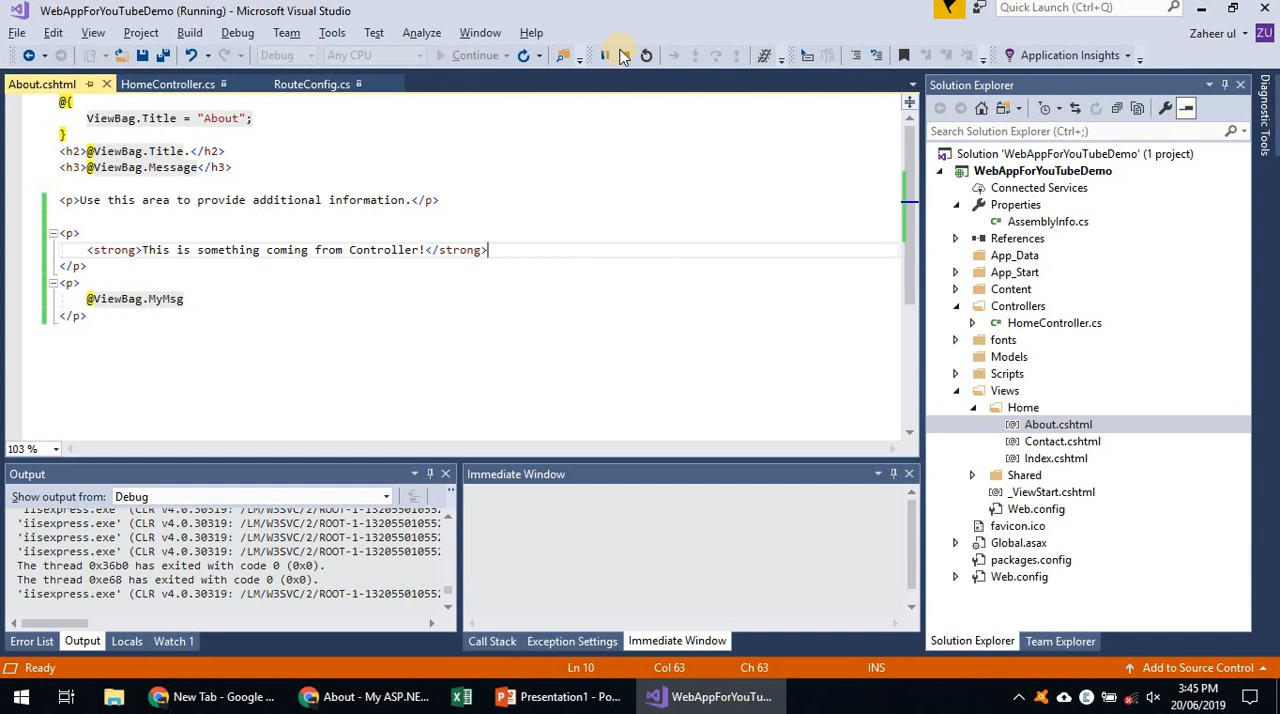 WebAppForYouTubeDemo (Running) - Microsoft Visual Studio
Quick Launch (Ctrl+Q)
File Edit View Project Build Debug Team Tools Test Analyze Window Help
Zaheer ul ZU
Debug Any CPU Continue Application Insights
About.cshtml HomeController.cs RouteConfig.cs
Solution Explorer
Diagnostic Tools
@{
ViewBag.Title = "About";
}
<h2>@ViewBag.Title.</h2>
<h3>@ViewBag.Message</h3>
<p>Use this area to provide additional information.</p>
<p>
<strong>This is something coming from Controller!</strong>
</p>
<p>
@ViewBag.MyMsg
</p>
103 %
Search Solution Explorer (Ctrl+;)
Solution 'WebAppForYouTubeDemo' (1 project)
WebAppForYouTubeDemo
Connected Services
Properties
AssemblyInfo.cs
References
App_Data
App_Start
Content
Controllers
HomeController.cs
fonts
Models
Scripts
Views
Home
About.cshtml
Contact.cshtml
Index.cshtml
Shared
_ViewStart.cshtml
Web.config
favicon.ico
Global.asax
packages.config
Web.config
Solution Explorer Team Explorer
Output
Show output from: Debug
'iisexpress.exe' (CLR v4.0.30319: /LM/W3SVC/2/ROOT-1-132055010552
'iisexpress.exe' (CLR v4.0.30319: /LM/W3SVC/2/ROOT-1-132055010552
'iisexpress.exe' (CLR v4.0.30319: /LM/W3SVC/2/ROOT-1-132055010552
'iisexpress.exe' (CLR v4.0.30319: /LM/W3SVC/2/ROOT-1-132055010552
The thread 0x36b0 has exited with code 0 (0x0).
The thread 0xe68 has exited with code 0 (0x0).
'iisexpress.exe' (CLR v4.0.30319: /LM/W3SVC/2/ROOT-1-132055010552
Error List Output Locals Watch 1
Immediate Window
Call Stack Exception Settings Immediate Window
Ready Ln 10 Col 63 Ch 63 INS Add to Source Control
New Tab - Google ... About - My ASP.NE... Presentation1 - Po... WebAppForYouTu...
3:45 PM
20/06/2019